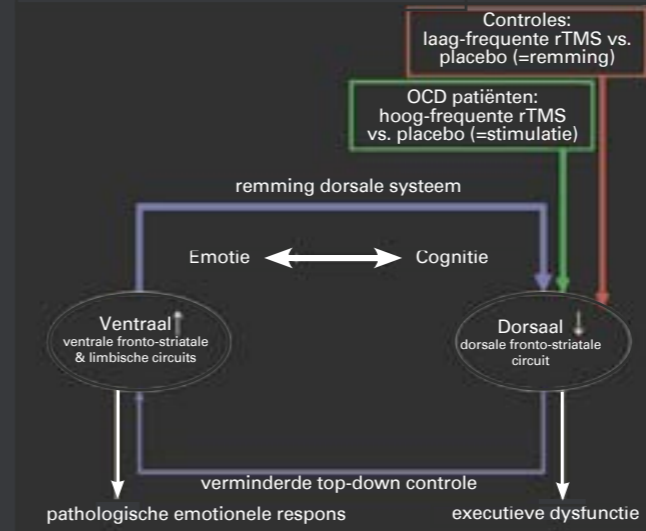 Controles:
laag-frequente rTMS vs.
placebo (=remming)
OCD patiënten:
hoog-frequente rTMS
vs. placebo (=stimulatie)
remming dorsale systeem
Emotie
Cognitie
Ventraal
ventrale fronto-striatale
& limbische circuits
Dorsaal
dorsale fronto-striatale
circuit
verminderde top-down controle
pathologische emotionele respons
executieve dysfunctie